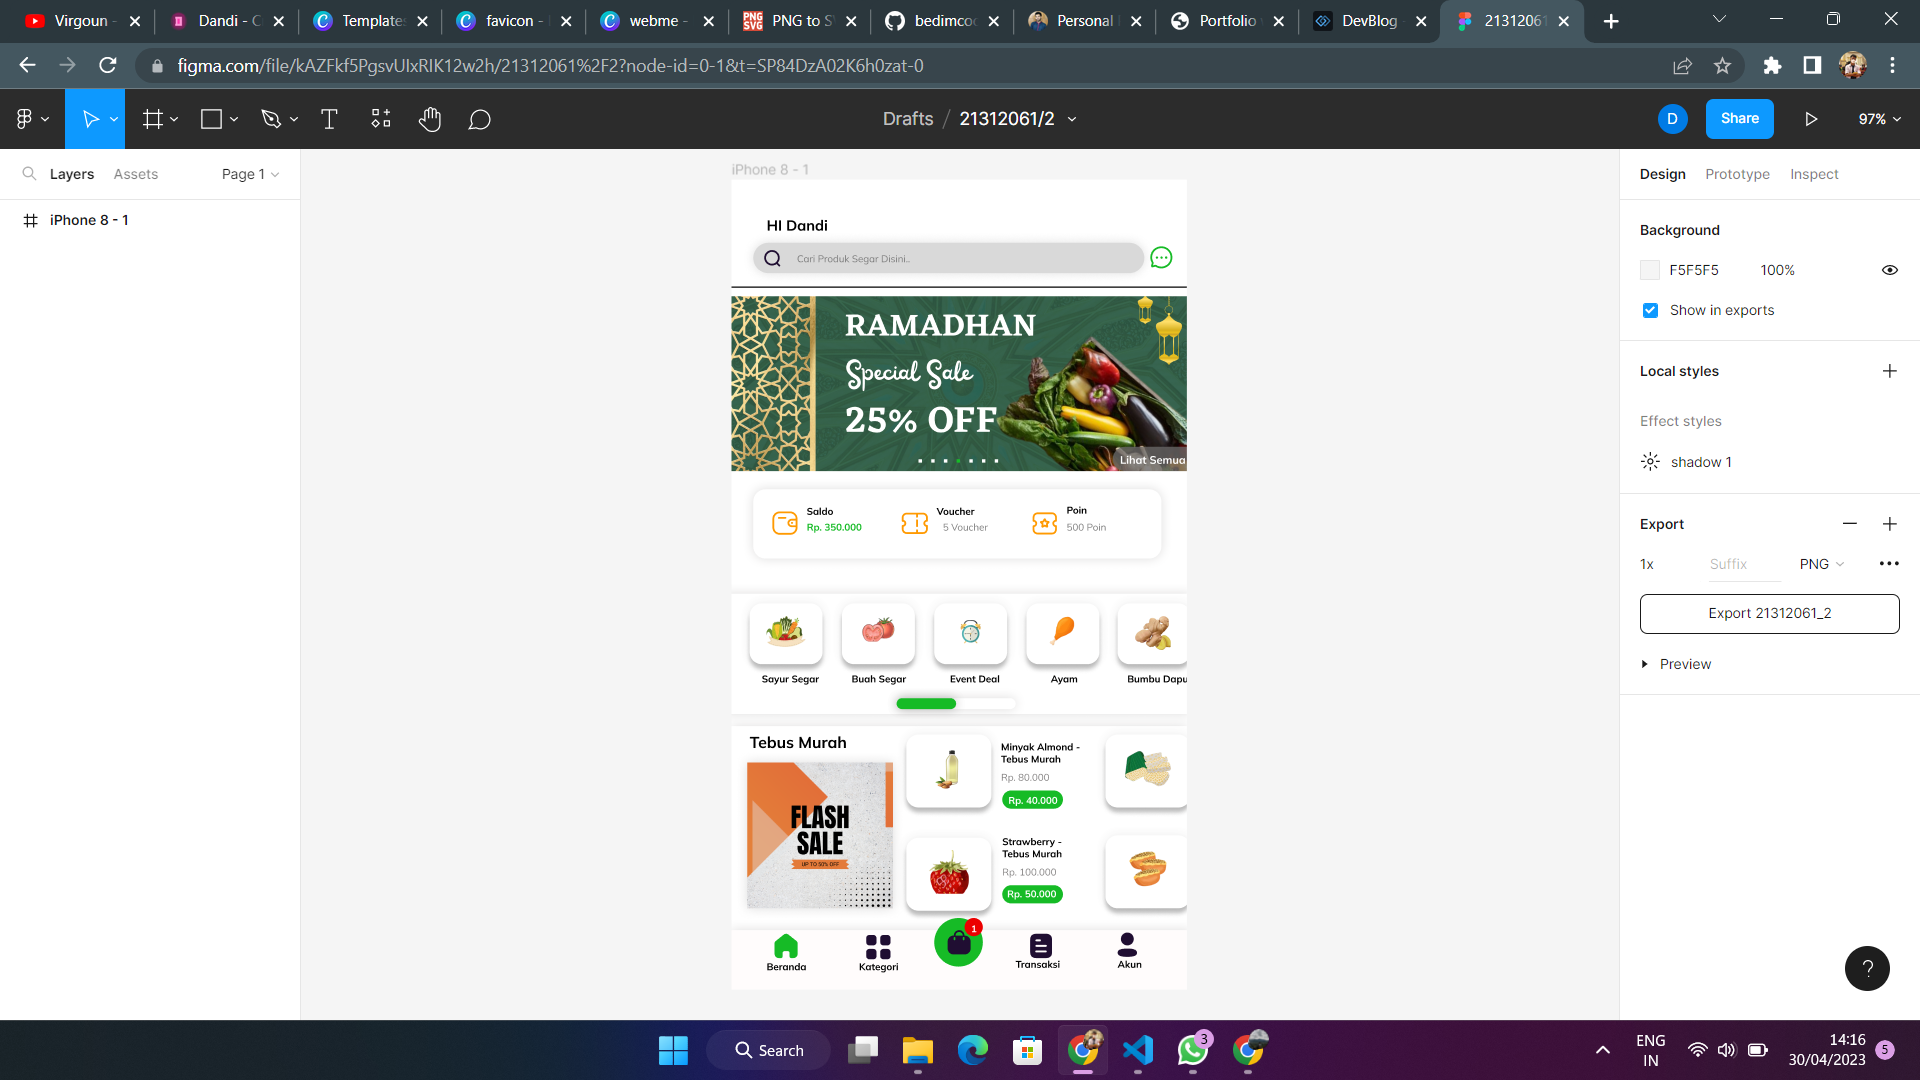 Virgoun -
Dandi - C
Templates
favicon -
webme -
PNG to S
bedimcoo
Personal
Portfolio
DevBlog -
21312061
figma.com/file/kAZFkf5PgsvUlxRIK12w2h/21312061%2F2?node-id=0-1&t=SP84DzA02K6h0zat-0
Drafts / 21312061/2
D
Share
97%
Layers
Assets
Page 1
iPhone 8 - 1
iPhone 8 - 1
HI Dandi
Cari Produk Segar Disini..
RAMADHAN
Special Sale
25% OFF
Lihat Semua
Saldo
Rp. 350.000
Voucher
5 Voucher
Poin
500 Poin
Sayur Segar
Buah Segar
Event Deal
Ayam
Bumbu Dapu
Tebus Murah
FLASH
SALE
UP TO 50% OFF
Minyak Almond -
Tebus Murah
Rp. 80.000
Rp. 40.000
Strawberry -
Tebus Murah
Rp. 100.000
Rp. 50.000
1
Beranda
Kategori
Transaksi
Akun
Design
Prototype
Inspect
Background
F5F5F5
100%
Show in exports
Local styles
Effect styles
shadow 1
Export
1x
Suffix
PNG
Export 21312061_2
Preview
?
Search
3
ENG
IN
14:16
30/04/2023
5